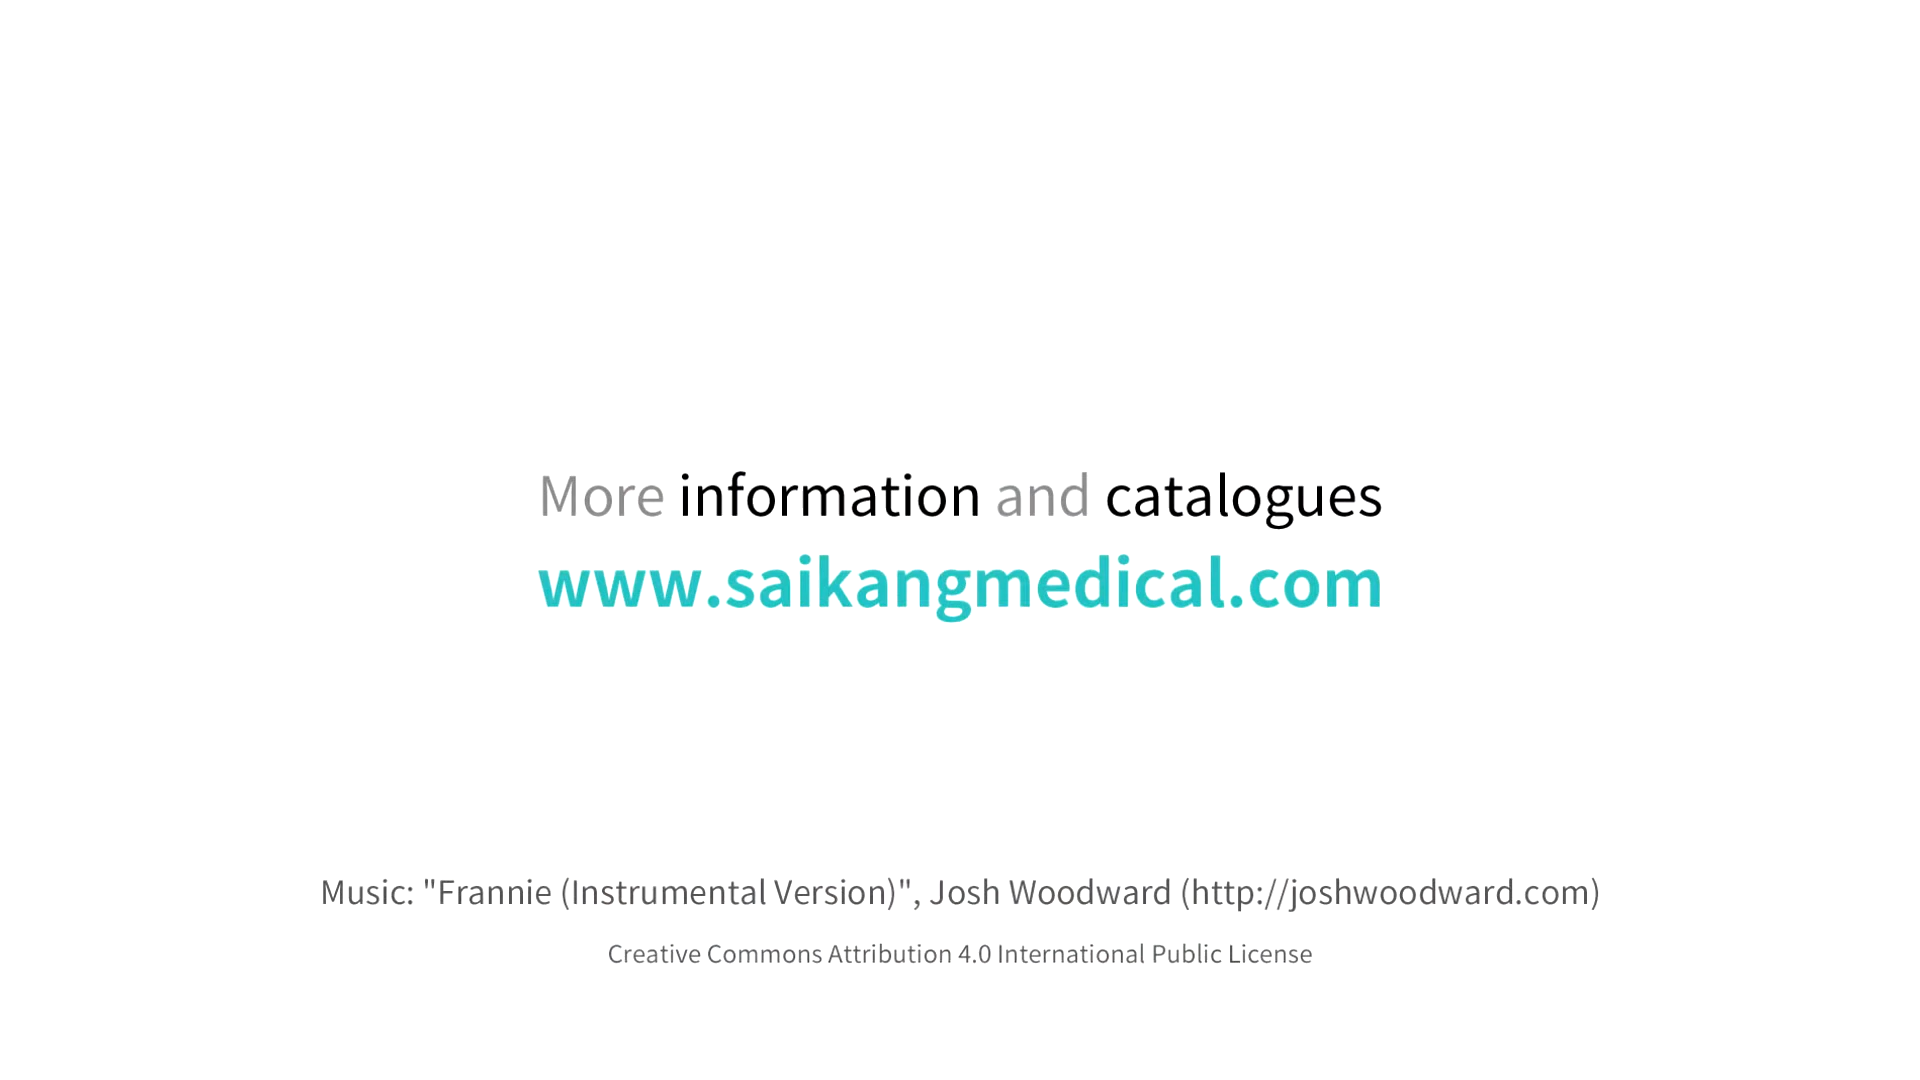 More information and catalogues
www.saikangmedical.com
Music: "Frannie (Instrumental Version)", Josh Woodward (http://joshwoodward.com)
Creative Commons Attribution 4.0 International Public License